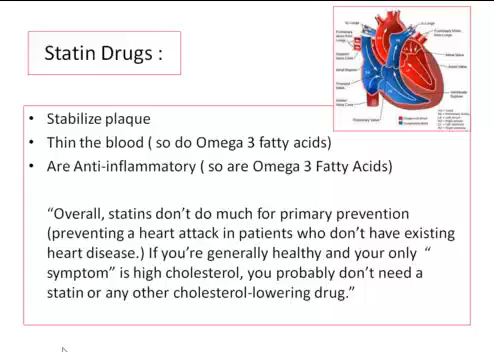 Statin Drugs :
To Lungs
• Stabilize plaque
• Thin the blood ( so do Omega 3 fatty acids)
• Are Anti-inflammatory ( so are Omega 3 Fatty Acids)
“Overall, statins don’t do much for primary prevention
(preventing a heart attack in patients who don’t have existing
heart disease.) If you’re generally healthy and your only “
symptom” is high cholesterol, you probably don’t need a
statin or any other cholesterol-lowering drug.”